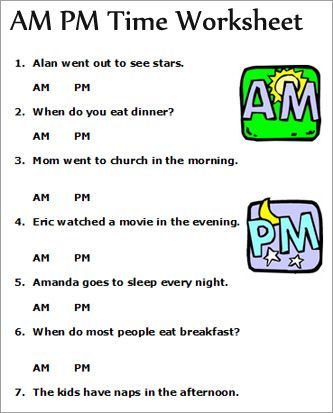 AM PM Time Worksheet
1. Alan went out to see stars.
AM PM
2. When do you eat dinner?
AM PM
3. Mom went to church in the morning.
AM PM
4. Eric watched a movie in the evening.
AM PM
5. Amanda goes to sleep every night.
AM PM
6. When do most people eat breakfast?
AM PM
7. The kids have naps in the afternoon.
AM
PM